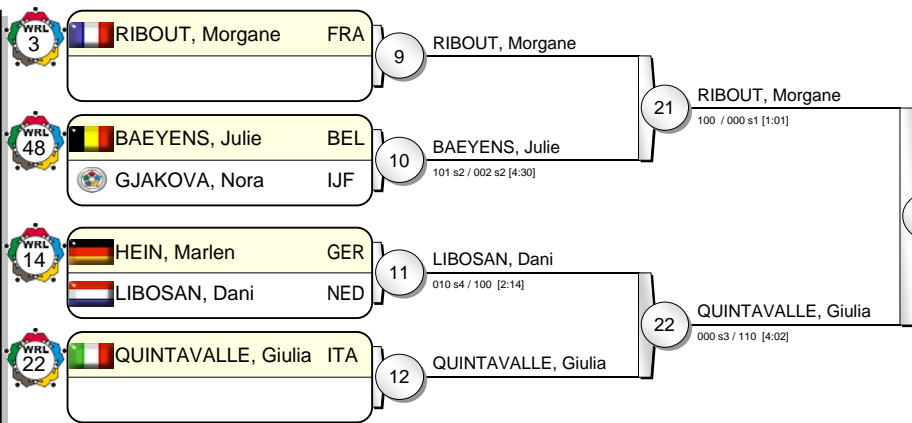 WRL
3
RIBOUT, Morgane FRA
9
RIBOUT, Morgane
21
RIBOUT, Morgane
100 / 000 s1 [1:01]
WRL
48
BAEYENS, Julie BEL
GJAKOVA, Nora IJF
10
BAEYENS, Julie
101 s2 / 002 s2 [4:30]
WRL
14
HEIN, Marlen GER
LIBOSAN, Dani NED
11
LIBOSAN, Dani
010 s4 / 100 [2:14]
22
QUINTAVALLE, Giulia
000 s3 / 110 [4:02]
WRL
22
QUINTAVALLE, Giulia ITA
12
QUINTAVALLE, Giulia